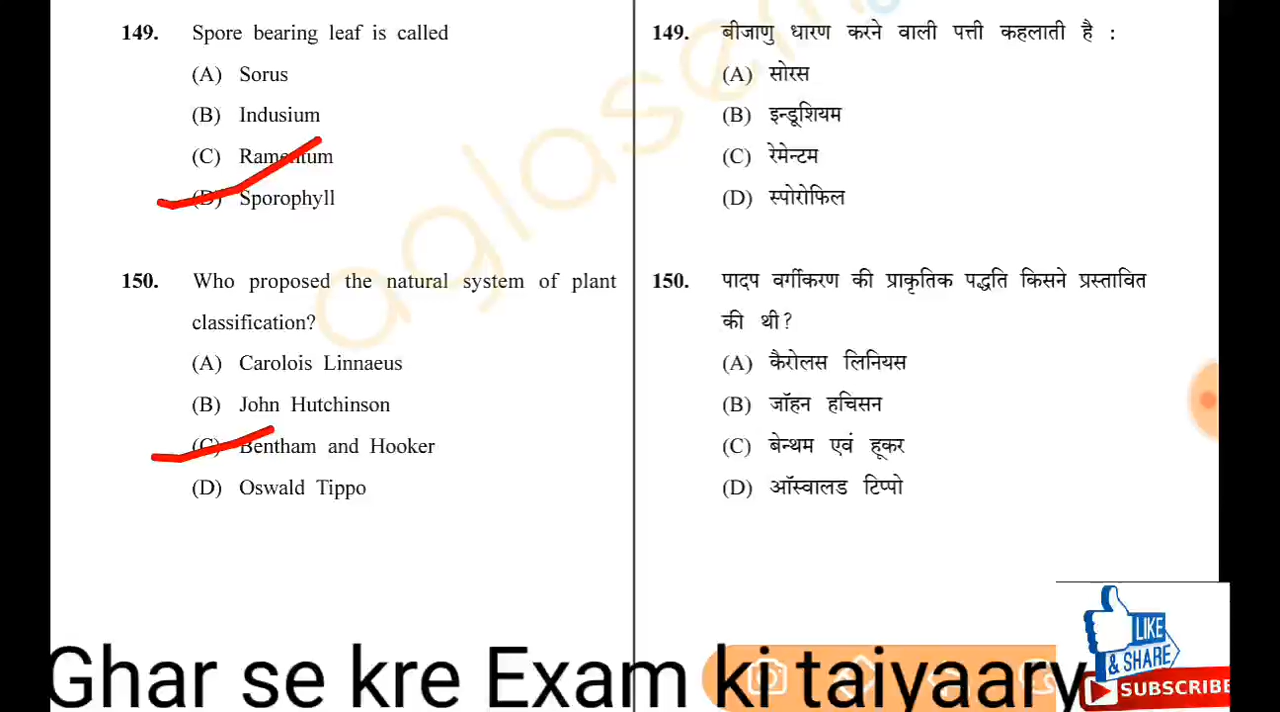 149. Spore bearing leaf is called
(A) Sorus
(B) Indusium
(C) Ramentum
(D) Sporophyll
150. Who proposed the natural system of plant
classification?
(A) Carolois Linnaeus
(B) John Hutchinson
(C) Bentham and Hooker
(D) Oswald Tippo
149. बीजाणु धारण करने वाली पत्ती कहलाती है :
(A) सोरस
(B) इन्डूशियम
(C) रेमेन्टम
(D) स्पोरोफिल
150. पादप वर्गीकरण की प्राकृतिक पद्धति किसने प्रस्तावित
की थी?
(A) कैरोलस लिनियस
(B) जॉहन हचिसन
(C) बेन्थम एवं हूकर
(D) ऑस्वालड टिप्पो
aglasem
Ghar se kre Exam ki taiyaary
LIKE
& SHARE
SUBSCRIBE